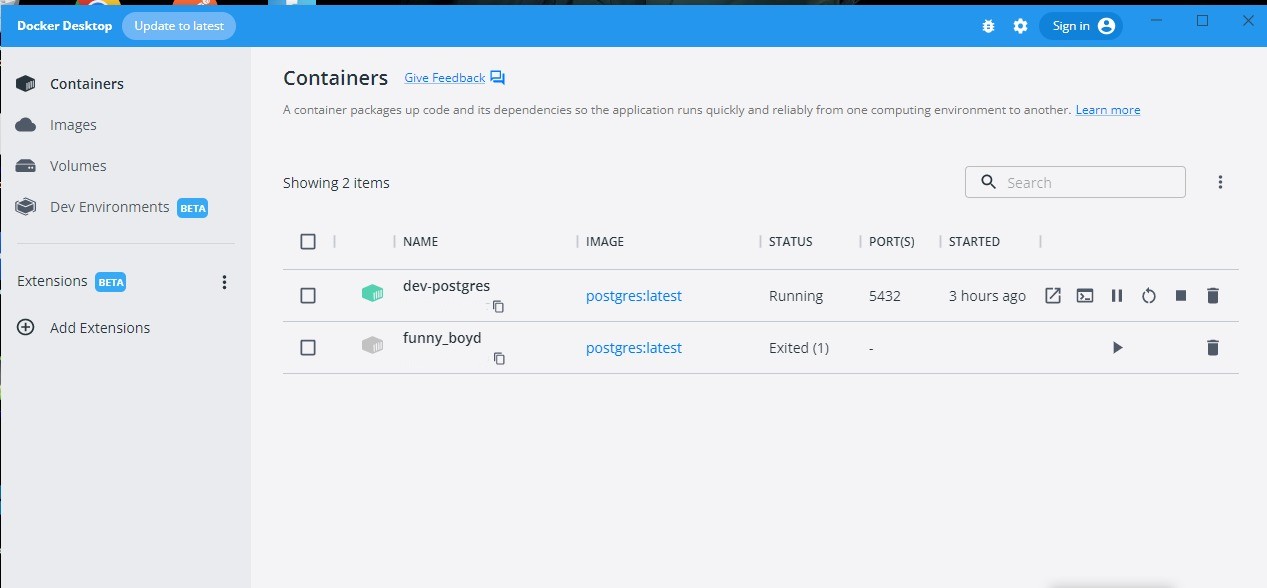 Docker Desktop Update to latest Sign in
Containers
Images
Volumes
Dev Environments BETA
Extensions BETA
Add Extensions
Containers Give Feedback
A container packages up code and its dependencies so the application runs quickly and reliably from one computing environment to another. Learn more
Showing 2 items Search
NAME IMAGE STATUS PORT(S) STARTED
dev-postgres postgres:latest Running 5432 3 hours ago
funny_boyd postgres:latest Exited (1) -